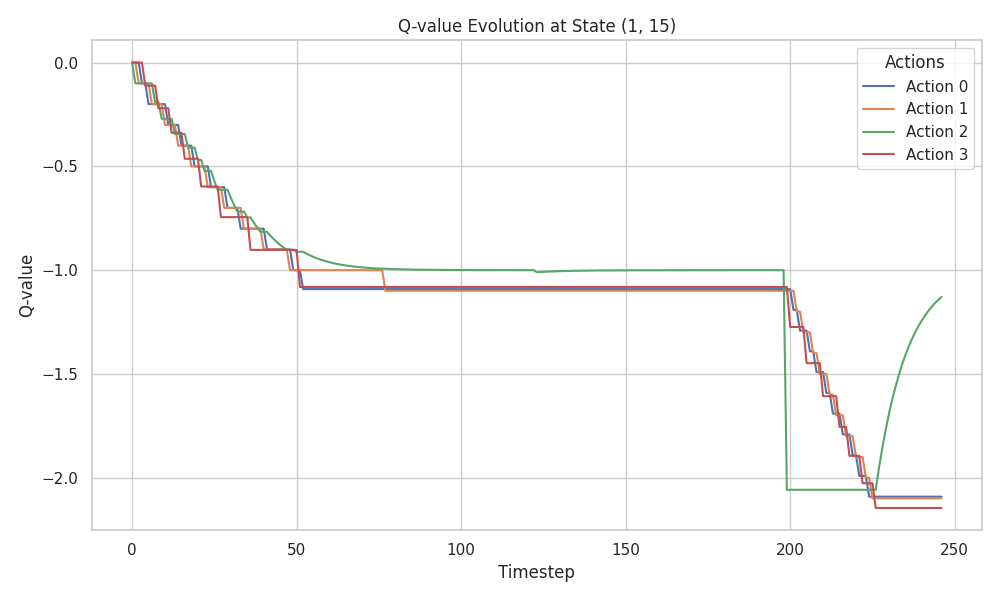 Q-value Evolution at State (1, 15)
Actions
Action 0
Action 1
Action 2
Action 3
Q-value
0.0
−0.5
−1.0
−1.5
−2.0
0
50
100
150
200
250
Timestep